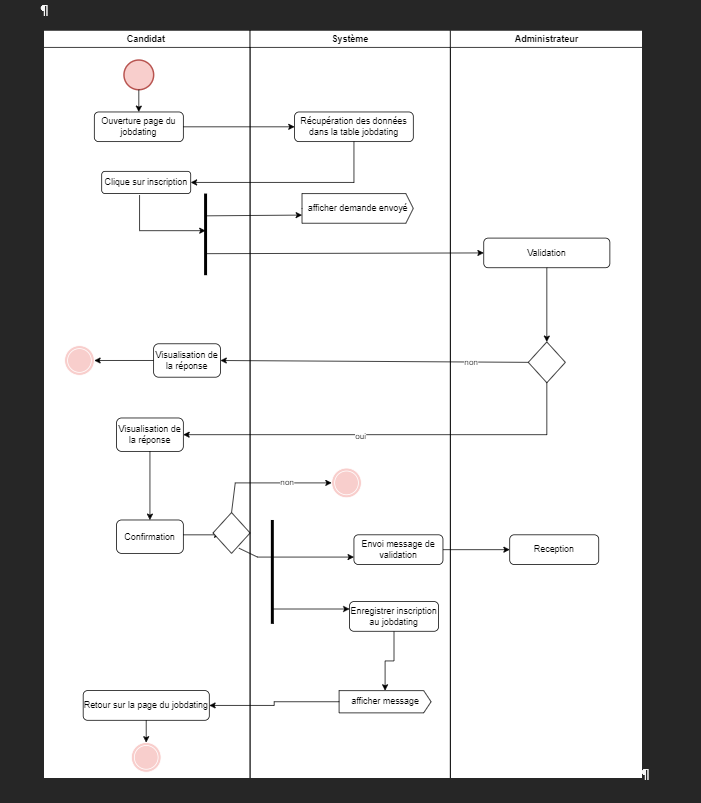 ¶
Candidat
Système
Administrateur
Ouverture page du
jobdating
Récupération des données
dans la table jobdating
Clique sur inscription
afficher demande envoyé
Validation
Visualisation de
la réponse
non
Visualisation de
la réponse
oui
non
Confirmation
Envoi message de
validation
Reception
Enregistrer inscription
au jobdating
afficher message
Retour sur la page du jobdating
¶